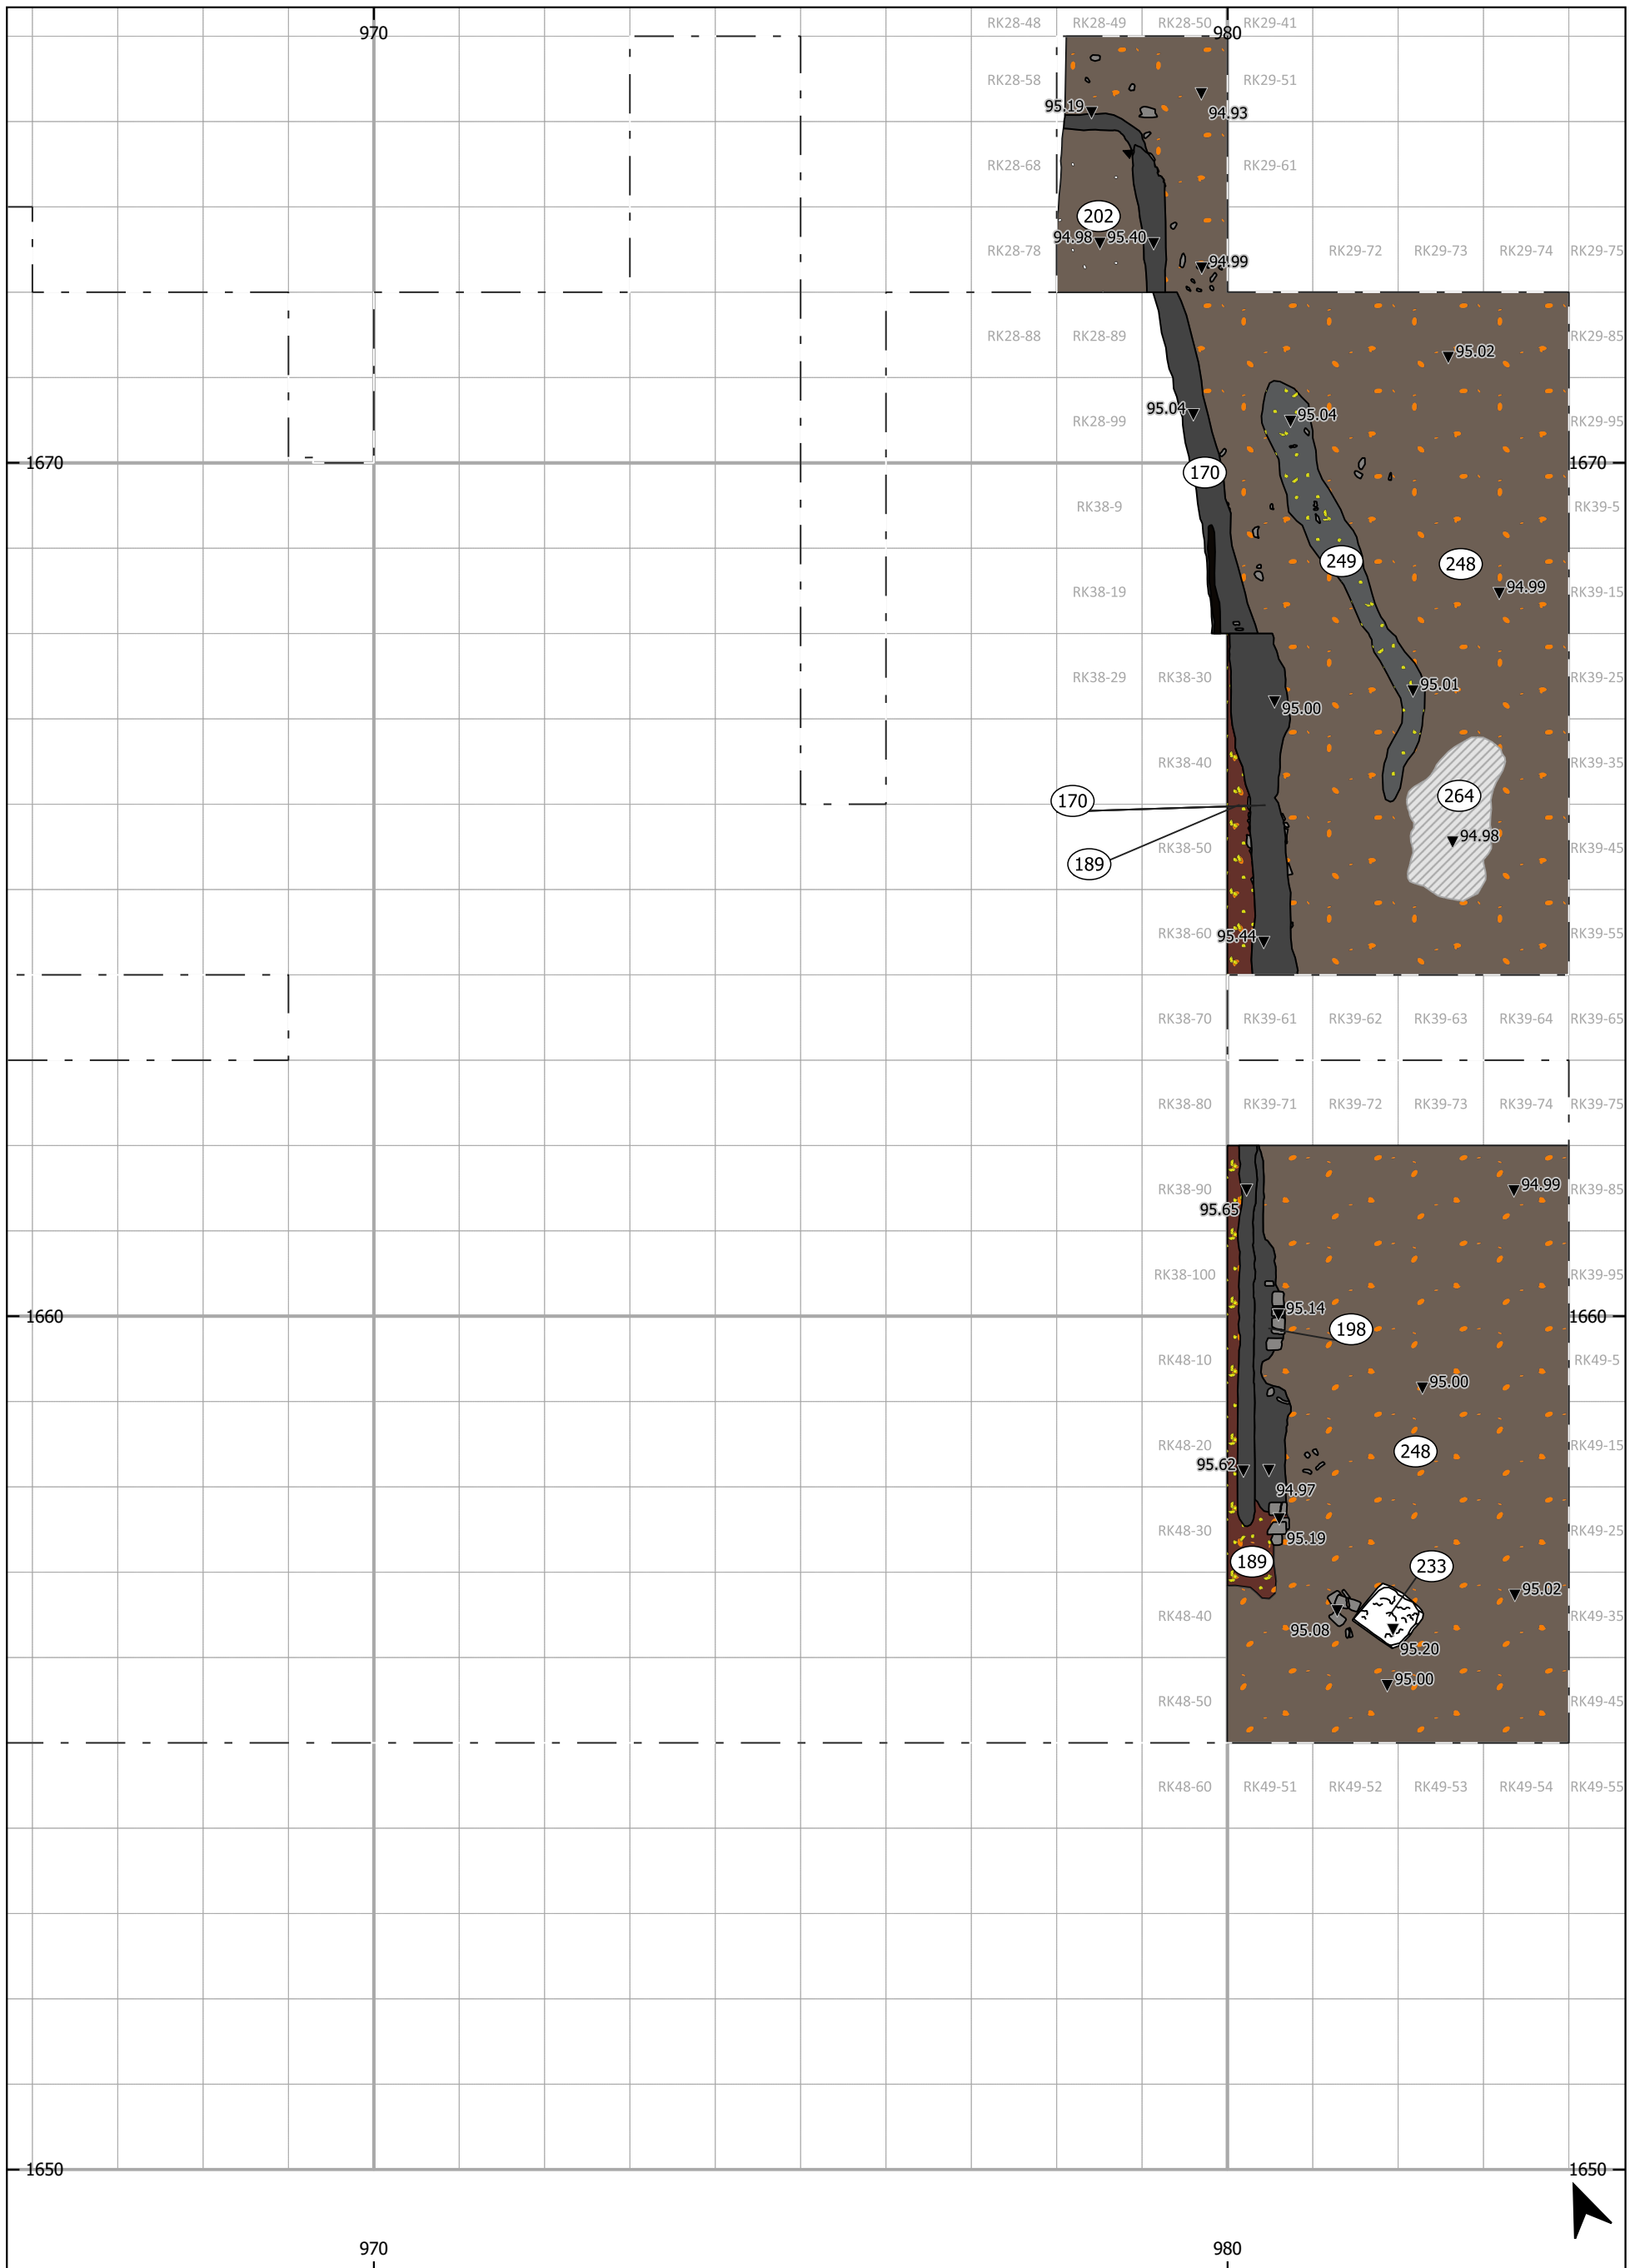 RK28-48 RK28-49 RK28-50 RK29-41
970 980
RK28-58 RK29-51
95.19 94.93
RK28-68 RK29-61
202
94.98 95.40
RK28-78 94.99 RK29-72 RK29-73 RK29-74 RK29-75
RK28-88 RK28-89 RK29-85
95.02
95.04 95.04
RK28-99 RK29-95
1670 170 1670
RK38-9 RK39-5
249 248
RK38-19 94.99 RK39-15
RK38-29 RK38-30 95.01 RK39-25
95.00
RK38-40 RK39-35
170 264
94.98
RK38-50 RK39-45
189
RK38-60 95.44 RK39-55
RK38-70 RK39-61 RK39-62 RK39-63 RK39-64 RK39-65
RK38-80 RK39-71 RK39-72 RK39-73 RK39-74 RK39-75
RK38-90 94.99 RK39-85
95.65
RK38-100 RK39-95
95.14
1660 198 1660
RK48-10 RK49-5
95.00
RK48-20 248 RK49-15
95.62
94.97
RK48-30 95.19 RK49-25
189 233
95.02
RK48-40 95.08 RK49-35
95.20
95.00
RK48-50 RK49-45
RK48-60 RK49-51 RK49-52 RK49-53 RK49-54 RK49-55
1650 1650
970 980